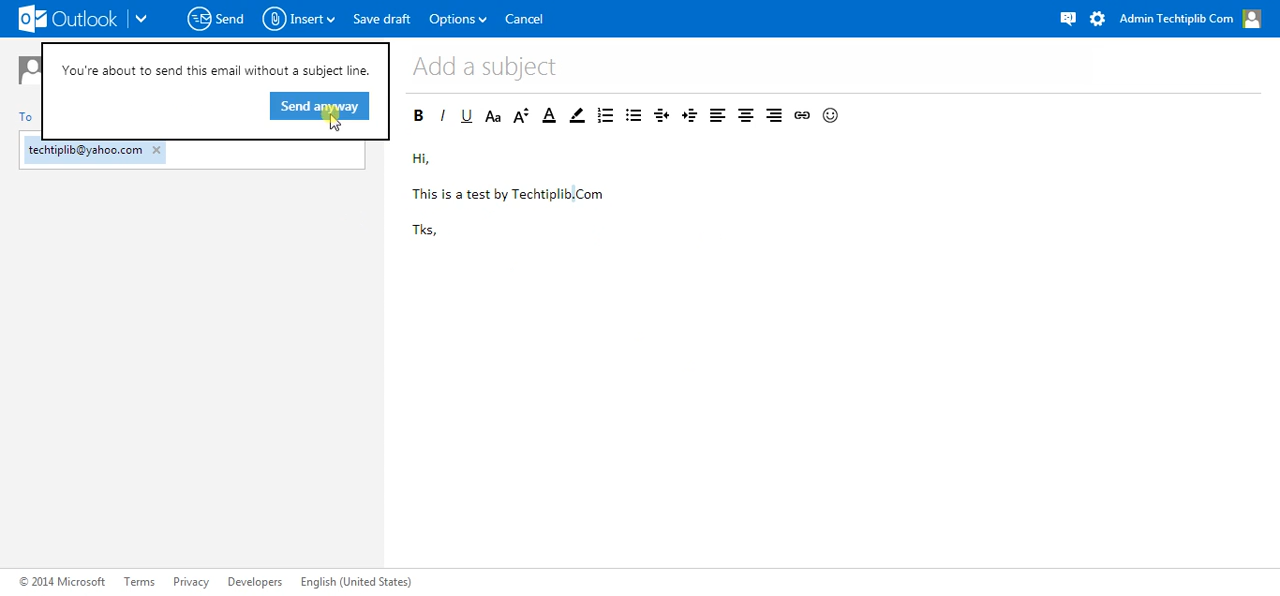 Outlook Send Insert Save draft Options Cancel Admin Techtiplib Com
You're about to send this email without a subject line.
Send anyway
To
techtiplib@yahoo.com
Add a subject
B I U Aa A A
Hi,
This is a test by Techtiplib.Com
Tks,
© 2014 Microsoft Terms Privacy Developers English (United States)